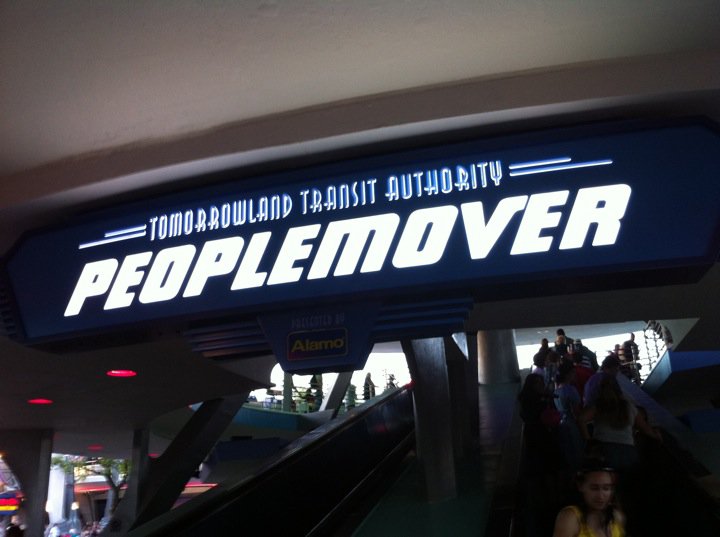 TOMORROWLAND TRANSIT AUTHORITY
PEOPLEMOVER
PRESENTED BY
Alamo